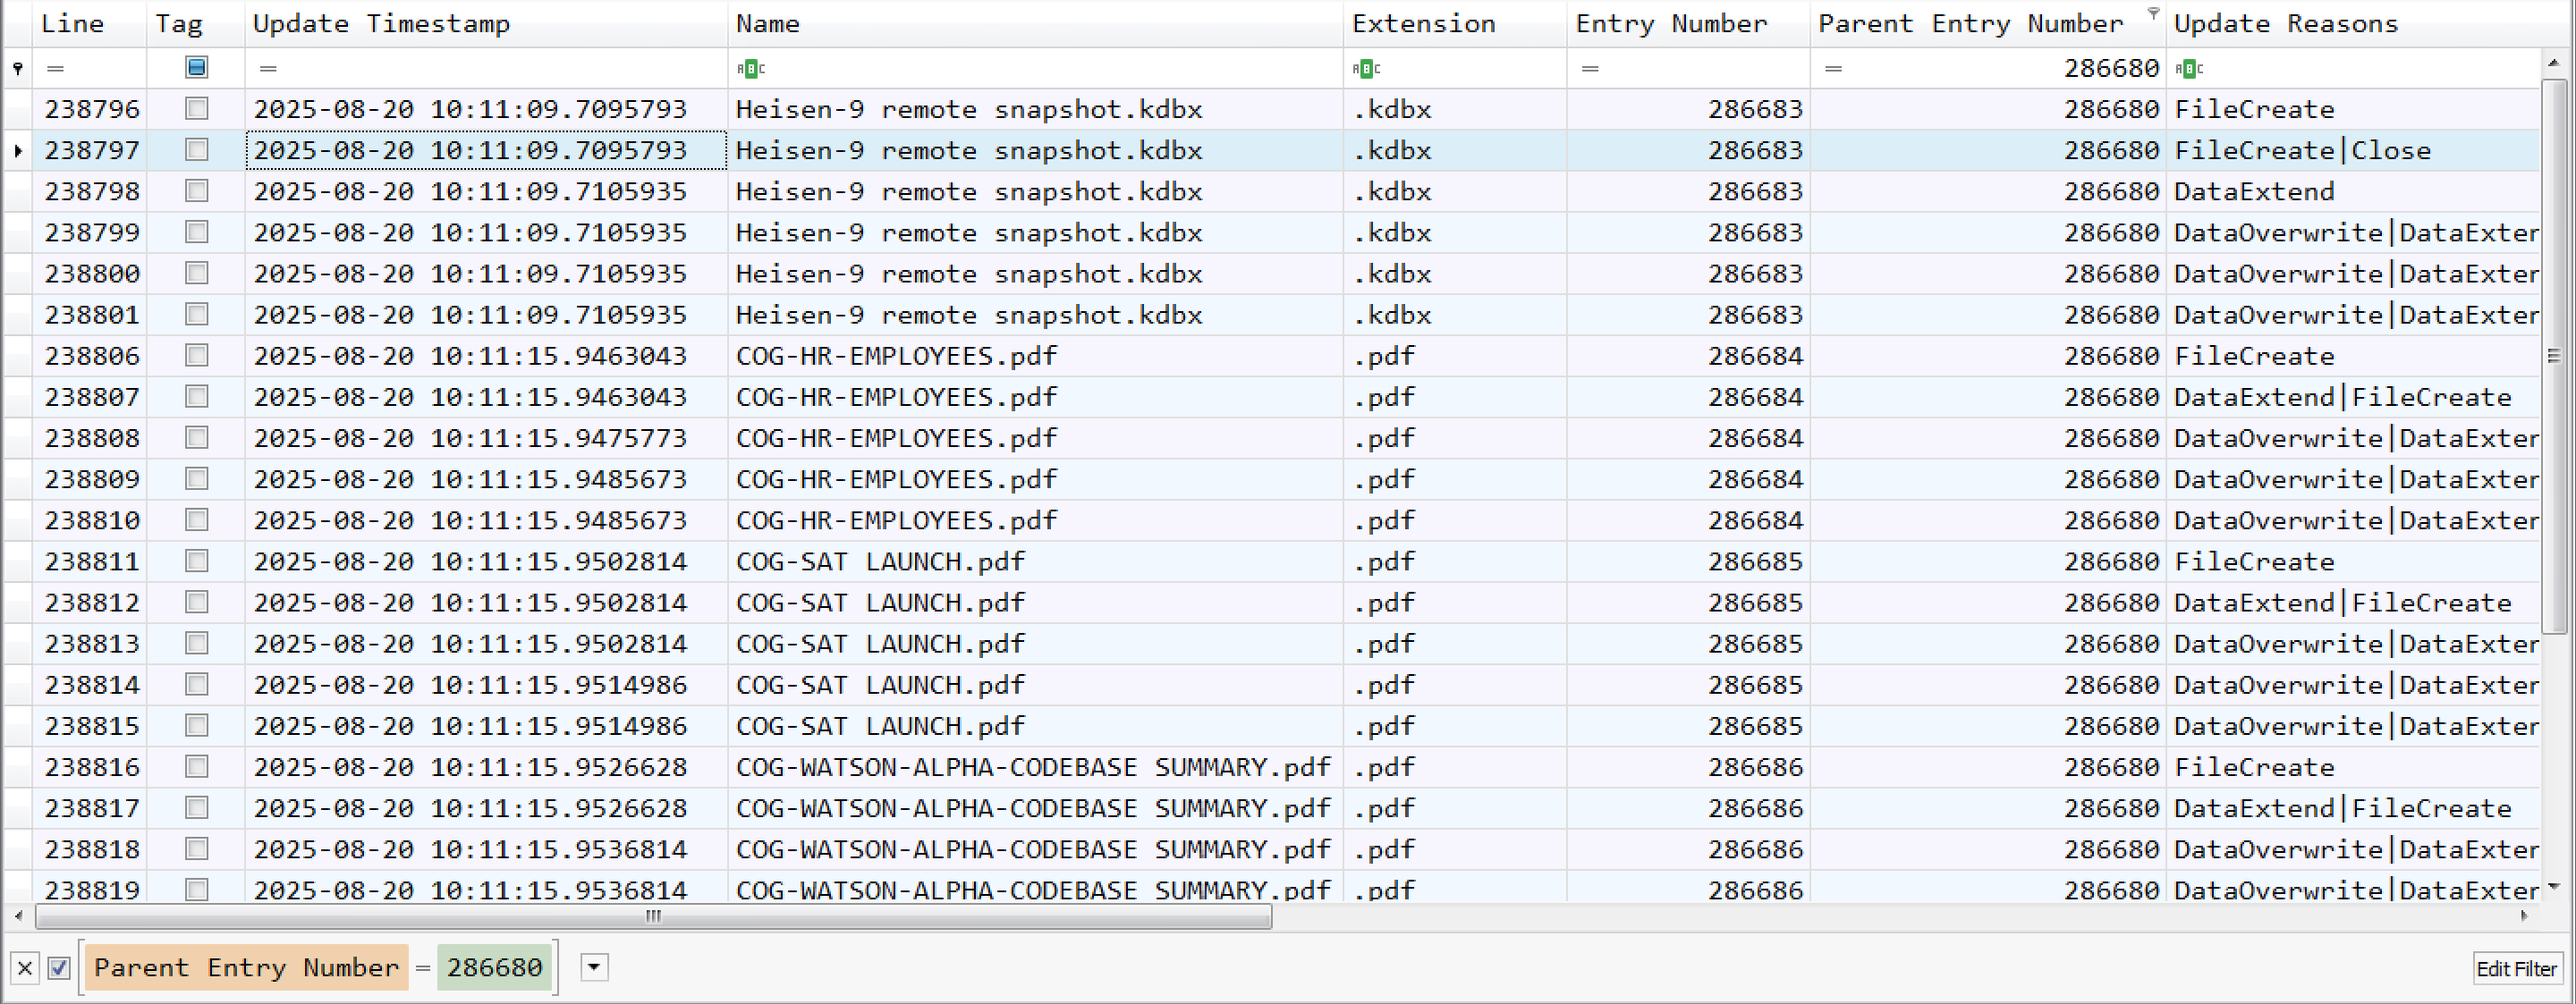 Line Tag Update Timestamp Name Extension Entry Number Parent Entry Number Update Reasons
= = ABC ABC = = 286680 ABC
238796 2025-08-20 10:11:09.7095793 Heisen-9 remote snapshot.kdbx .kdbx 286683 286680 FileCreate
238797 2025-08-20 10:11:09.7095793 Heisen-9 remote snapshot.kdbx .kdbx 286683 286680 FileCreate|Close
238798 2025-08-20 10:11:09.7105935 Heisen-9 remote snapshot.kdbx .kdbx 286683 286680 DataExtend
238799 2025-08-20 10:11:09.7105935 Heisen-9 remote snapshot.kdbx .kdbx 286683 286680 DataOverwrite|DataExter
238800 2025-08-20 10:11:09.7105935 Heisen-9 remote snapshot.kdbx .kdbx 286683 286680 DataOverwrite|DataExter
238801 2025-08-20 10:11:09.7105935 Heisen-9 remote snapshot.kdbx .kdbx 286683 286680 DataOverwrite|DataExter
238806 2025-08-20 10:11:15.9463043 COG-HR-EMPLOYEES.pdf .pdf 286684 286680 FileCreate
238807 2025-08-20 10:11:15.9463043 COG-HR-EMPLOYEES.pdf .pdf 286684 286680 DataExtend|FileCreate
238808 2025-08-20 10:11:15.9475773 COG-HR-EMPLOYEES.pdf .pdf 286684 286680 DataOverwrite|DataExter
238809 2025-08-20 10:11:15.9485673 COG-HR-EMPLOYEES.pdf .pdf 286684 286680 DataOverwrite|DataExter
238810 2025-08-20 10:11:15.9485673 COG-HR-EMPLOYEES.pdf .pdf 286684 286680 DataOverwrite|DataExter
238811 2025-08-20 10:11:15.9502814 COG-SAT LAUNCH.pdf .pdf 286685 286680 FileCreate
238812 2025-08-20 10:11:15.9502814 COG-SAT LAUNCH.pdf .pdf 286685 286680 DataExtend|FileCreate
238813 2025-08-20 10:11:15.9502814 COG-SAT LAUNCH.pdf .pdf 286685 286680 DataOverwrite|DataExter
238814 2025-08-20 10:11:15.9514986 COG-SAT LAUNCH.pdf .pdf 286685 286680 DataOverwrite|DataExter
238815 2025-08-20 10:11:15.9514986 COG-SAT LAUNCH.pdf .pdf 286685 286680 DataOverwrite|DataExter
238816 2025-08-20 10:11:15.9526628 COG-WATSON-ALPHA-CODEBASE SUMMARY.pdf .pdf 286686 286680 FileCreate
238817 2025-08-20 10:11:15.9526628 COG-WATSON-ALPHA-CODEBASE SUMMARY.pdf .pdf 286686 286680 DataExtend|FileCreate
238818 2025-08-20 10:11:15.9536814 COG-WATSON-ALPHA-CODEBASE SUMMARY.pdf .pdf 286686 286680 DataOverwrite|DataExter
238819 2025-08-20 10:11:15.9536814 COG-WATSON-ALPHA-CODEBASE SUMMARY.pdf .pdf 286686 286680 DataOverwrite|DataExter
Parent Entry Number = 286680 Edit Filter